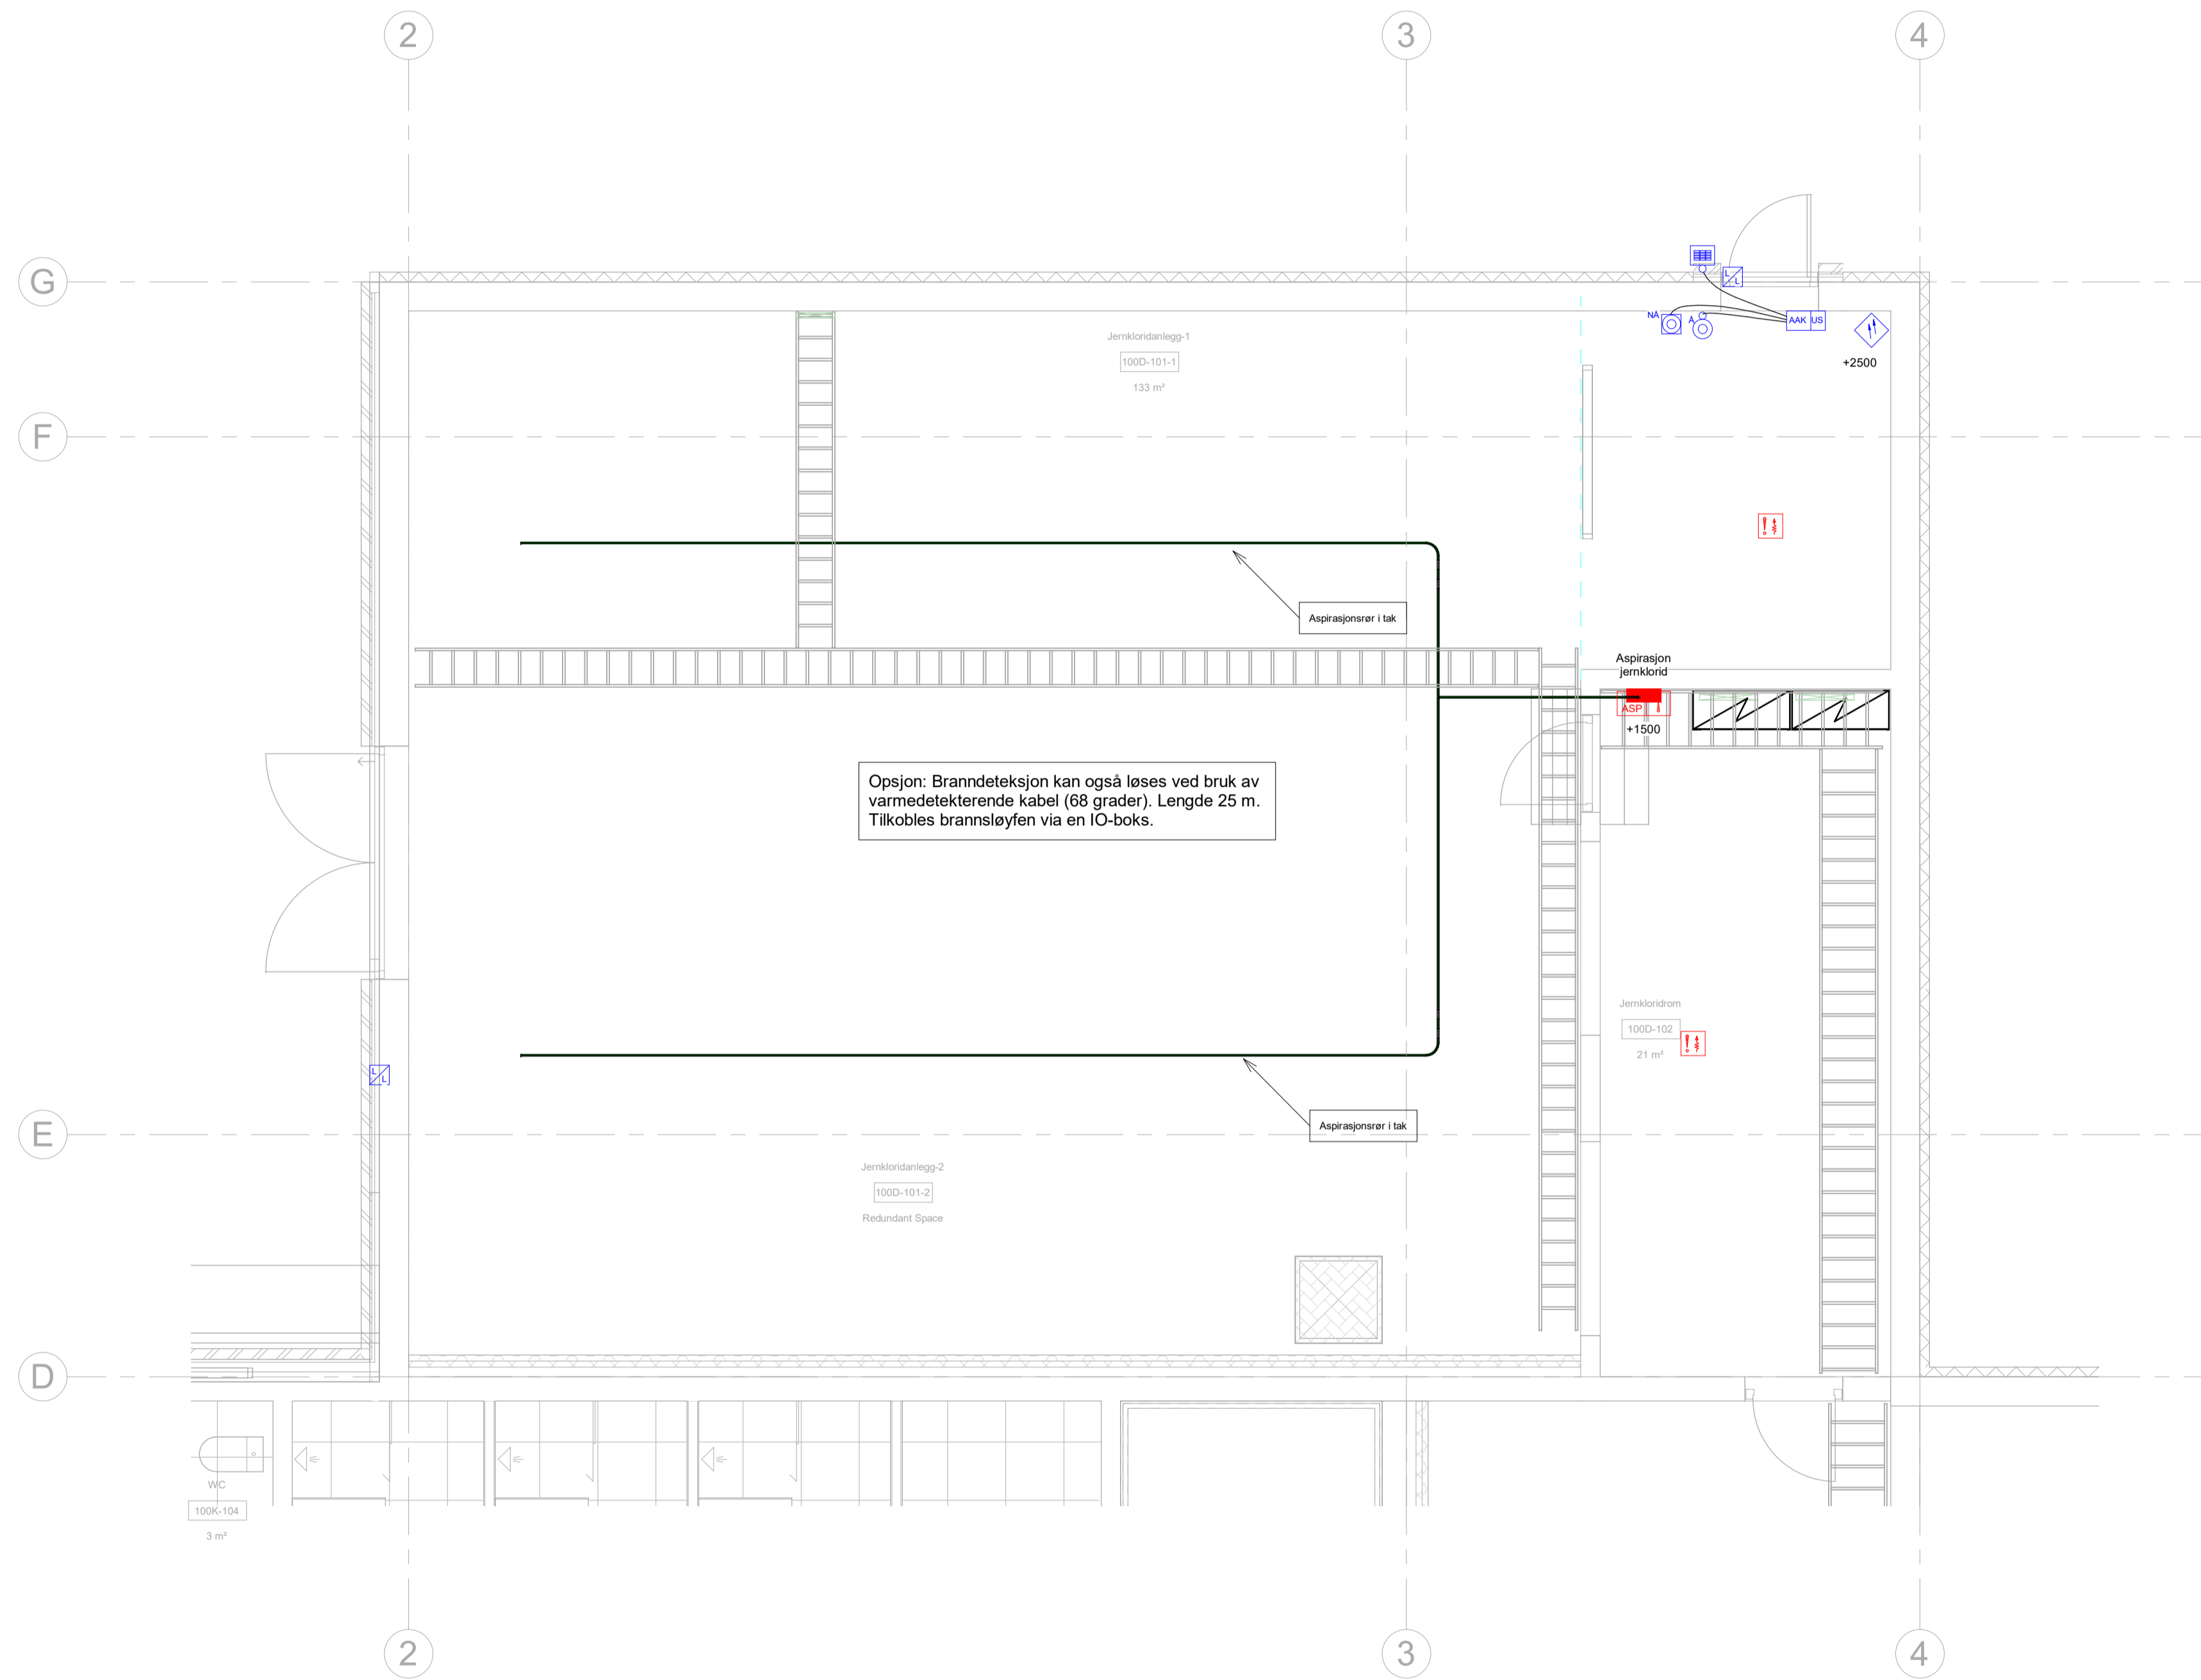 2
3
4
G
L
L
NÅ
Å
AAK
US
+2500
Jernkloridanlegg-1
100D-101-1
133 m²
F
Aspirasjonsrør i tak
Aspirasjon
jernklorid
ASP
+1500
Opsjon: Branndeteksjon kan også løses ved bruk av
varmedetekterende kabel (68 grader). Lengde 25 m.
Tilkobles brannsløyfen via en IO-boks.
Jernkloridrom
100D-102
21 m²
L
L
Aspirasjonsrør i tak
E
Jernkloridanlegg-2
100D-101-2
Redundant Space
D
WC
100K-104
3 m²
2
3
4